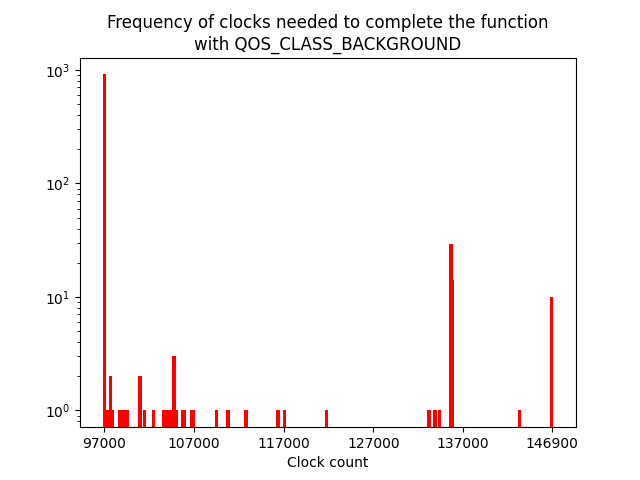 Frequency of clocks needed to complete the function
with QOS_CLASS_BACKGROUND
10³
10²
10¹
10⁰
97000 107000 117000 127000 137000 146900
Clock count